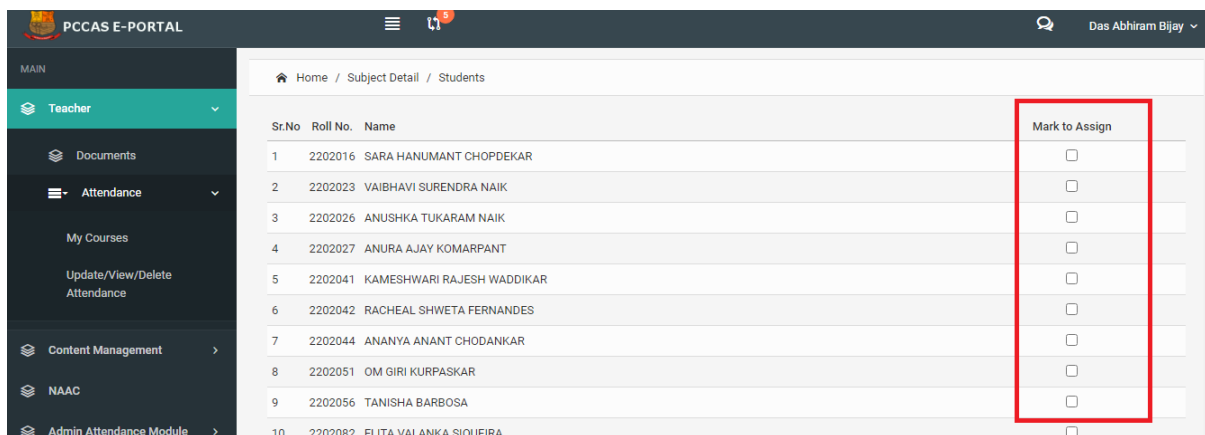 PCCAS E-PORTAL
5
Das Abhiram Bijay
MAIN
Teacher
Documents
Attendance
My Courses
Update/View/Delete
Attendance
Content Management
NAAC
Admin Attendance Module
Home / Subject Detail / Students
Sr.No Roll No. Name Mark to Assign
1 2202016 SARA HANUMANT CHOPDEKAR
2 2202023 VAIBHAVI SURENDRA NAIK
3 2202026 ANUSHKA TUKARAM NAIK
4 2202027 ANURA AJAY KOMARPANT
5 2202041 KAMESHWARI RAJESH WADDIKAR
6 2202042 RACHEAL SHWETA FERNANDES
7 2202044 ANANYA ANANT CHODANKAR
8 2202051 OM GIRI KURPASKAR
9 2202056 TANISHA BARBOSA
10 2202082 ELITA VALANKA SIQUEIRA